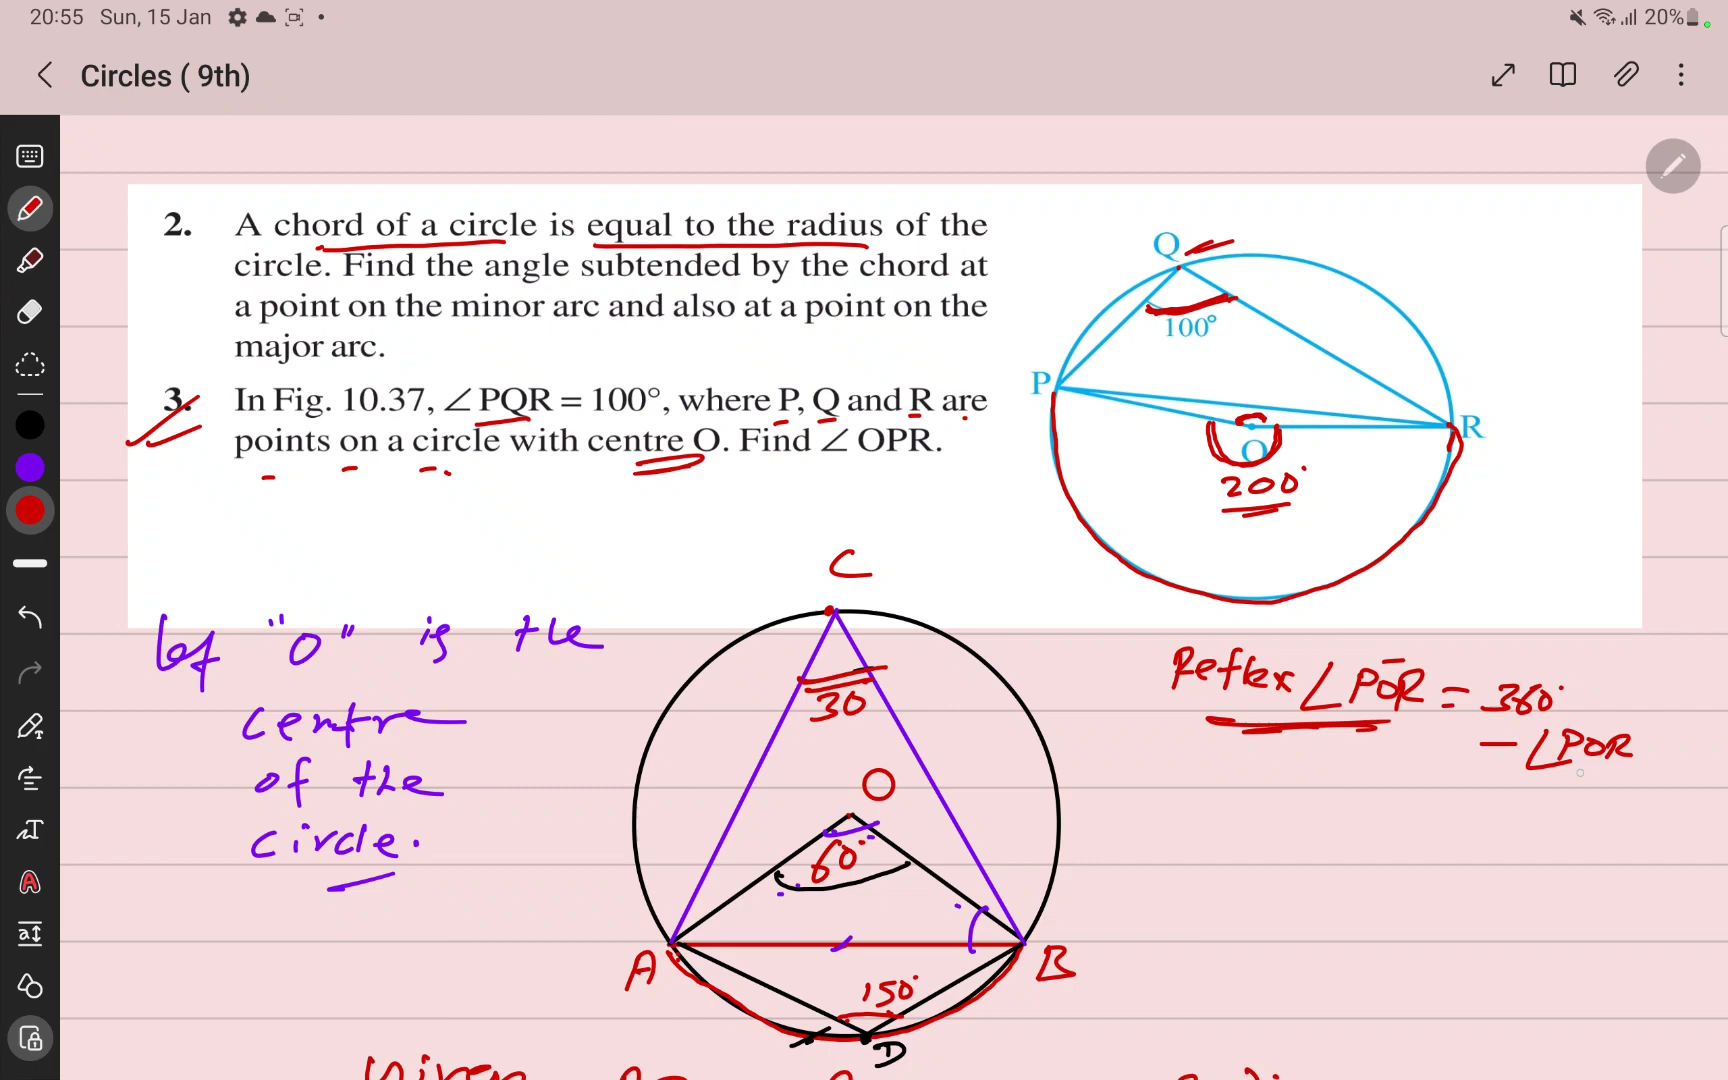 20:55 Sun, 15 Jan
20%
Circles ( 9th)
2. A chord of a circle is equal to the radius of the
circle. Find the angle subtended by the chord at
a point on the minor arc and also at a point on the
major arc.
3. In Fig. 10.37, ∠PQR = 100°, where P, Q and R are
points on a circle with centre O. Find ∠OPR.
Q
100°
P
R
O
200°
let "O" is the
centre
of the
circle.
C
30
O
60°
A
B
150°
D
Reflex ∠POR = 360°
- ∠POR
Given